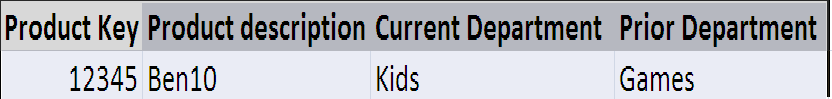 Product Key Product description Current Department Prior Department
12345 Ben10 Kids Games